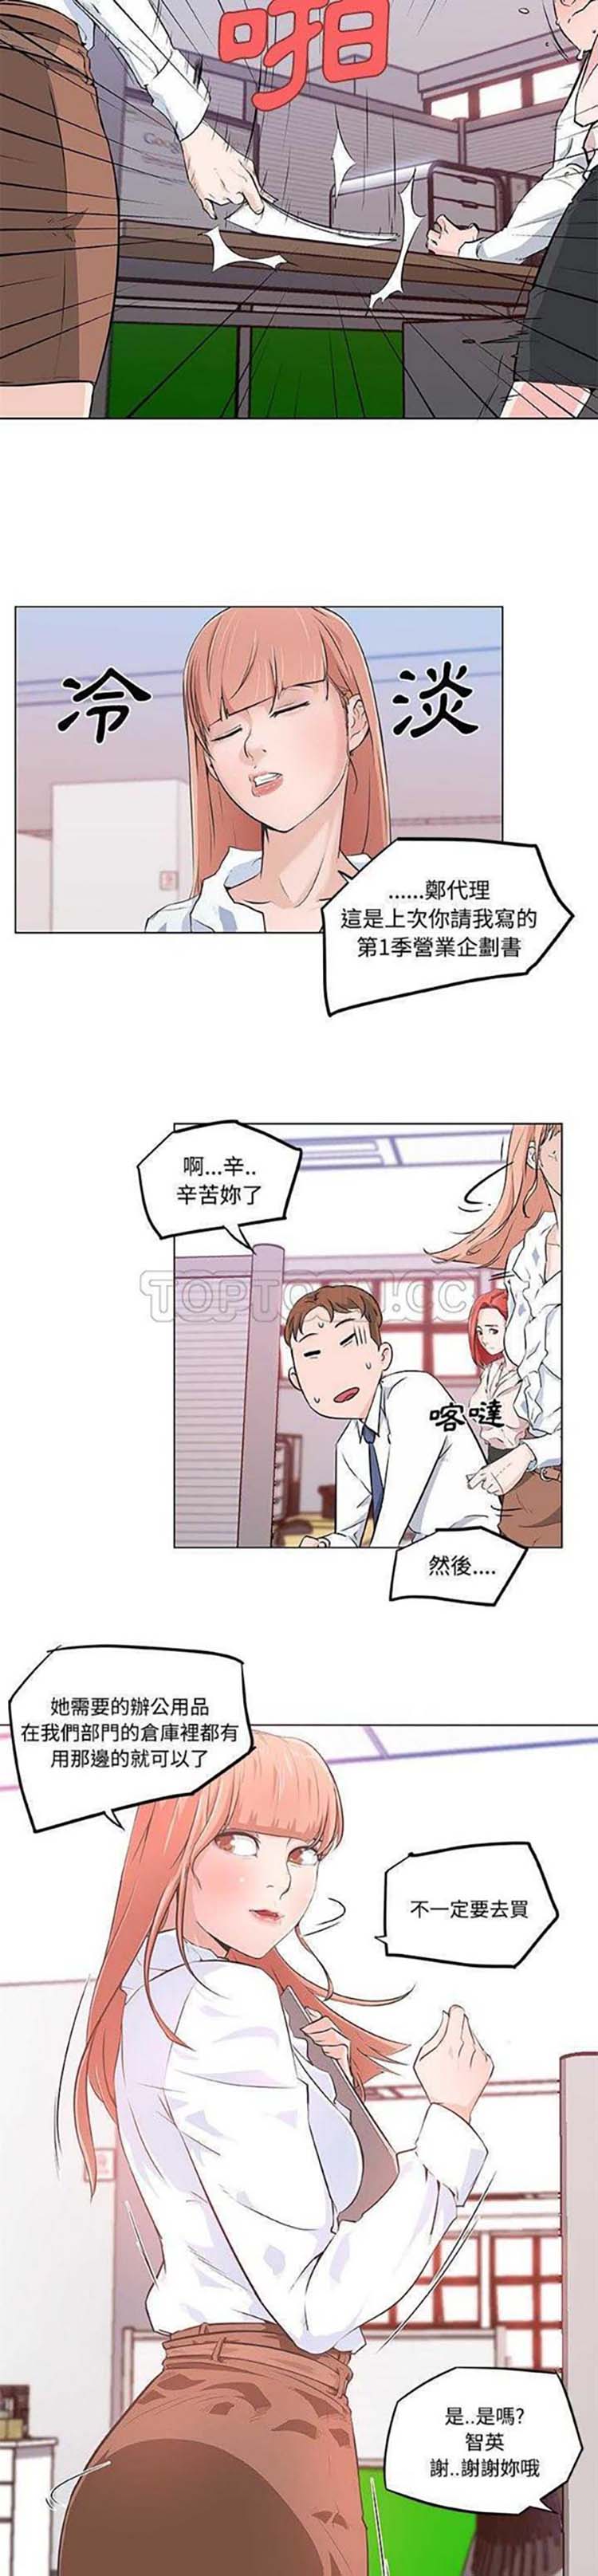 啪
Google
冷 淡
......鄭代理
這是上次你請我寫的
第1季營業企劃書
啊...辛..
辛苦妳了
TOPTOON.CC
喀噠
然後....
她需要的辦公用品
在我們部門的倉庫裡都有
用那邊的就可以了
不一定要去買
是..是嗎?
智英
謝..謝謝妳哦